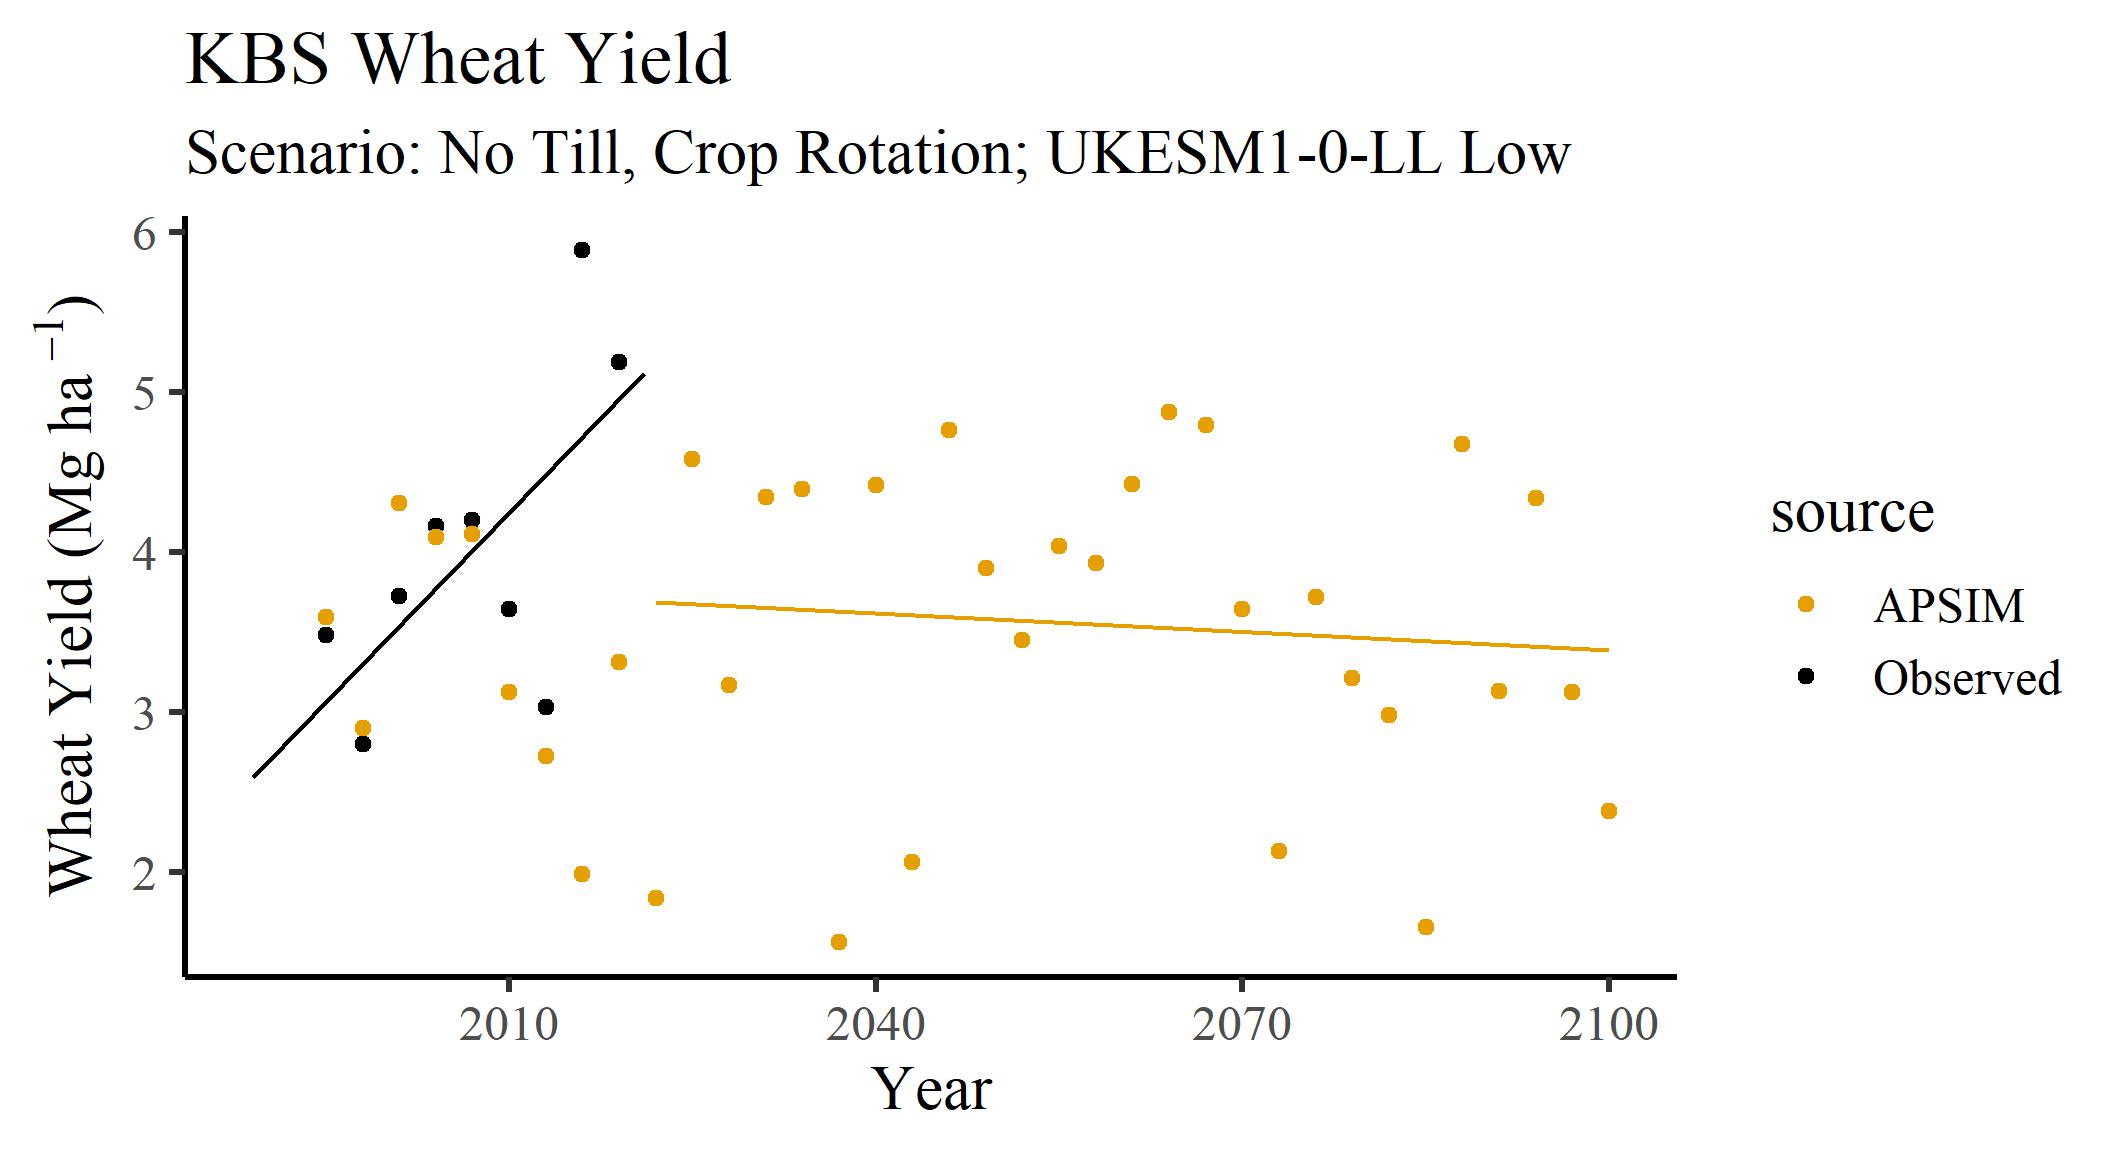 KBS Wheat Yield
Scenario: No Till, Crop Rotation; UKESM1-0-LL Low
Wheat Yield (Mg ha −1)
6
5
4
3
2
2010 2040 2070 2100
Year
source
APSIM
Observed